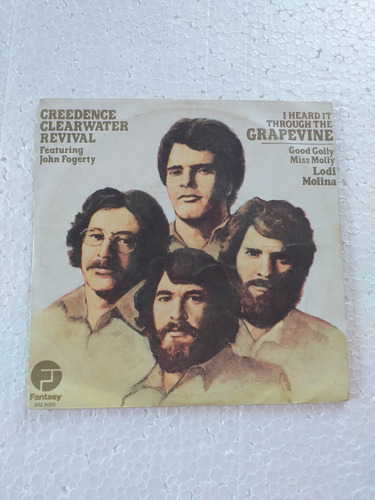 CREEDENCE
CLEARWATER
REVIVAL
Featuring
John Fogerty
I HEARD IT
THROUGH THE
GRAPEVINE
Good Golly
Miss Molly
Lodi
Molina
Fantasy